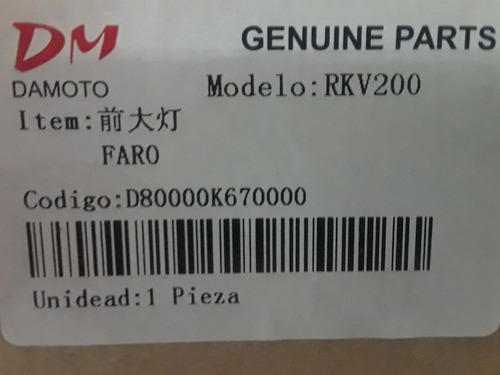 DM
GENUINE PARTS
DAMOTO
Modelo:RKV200
Item:前大灯
FARO
Codigo:D80000K670000
Unidead:1 Pieza